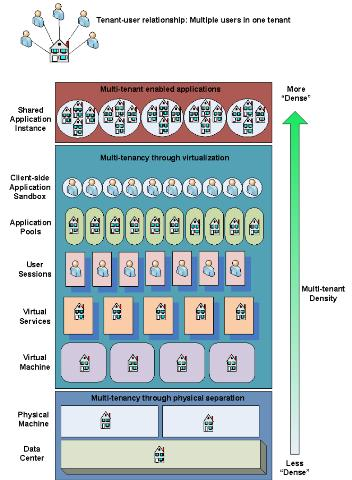 Tenant-user relationship: Multiple users in one tenant
Multi-tenant enabled applications
More
"Dense"
Shared
Application
Instance
Multi-tenancy through virtualization
Client-side
Application
Sandbox
Application
Pools
User
Sessions
Multi-tenant
Density
Virtual
Services
Virtual
Machine
Multi-tenancy through physical separation
Physical
Machine
Data
Center
Less
"Dense"